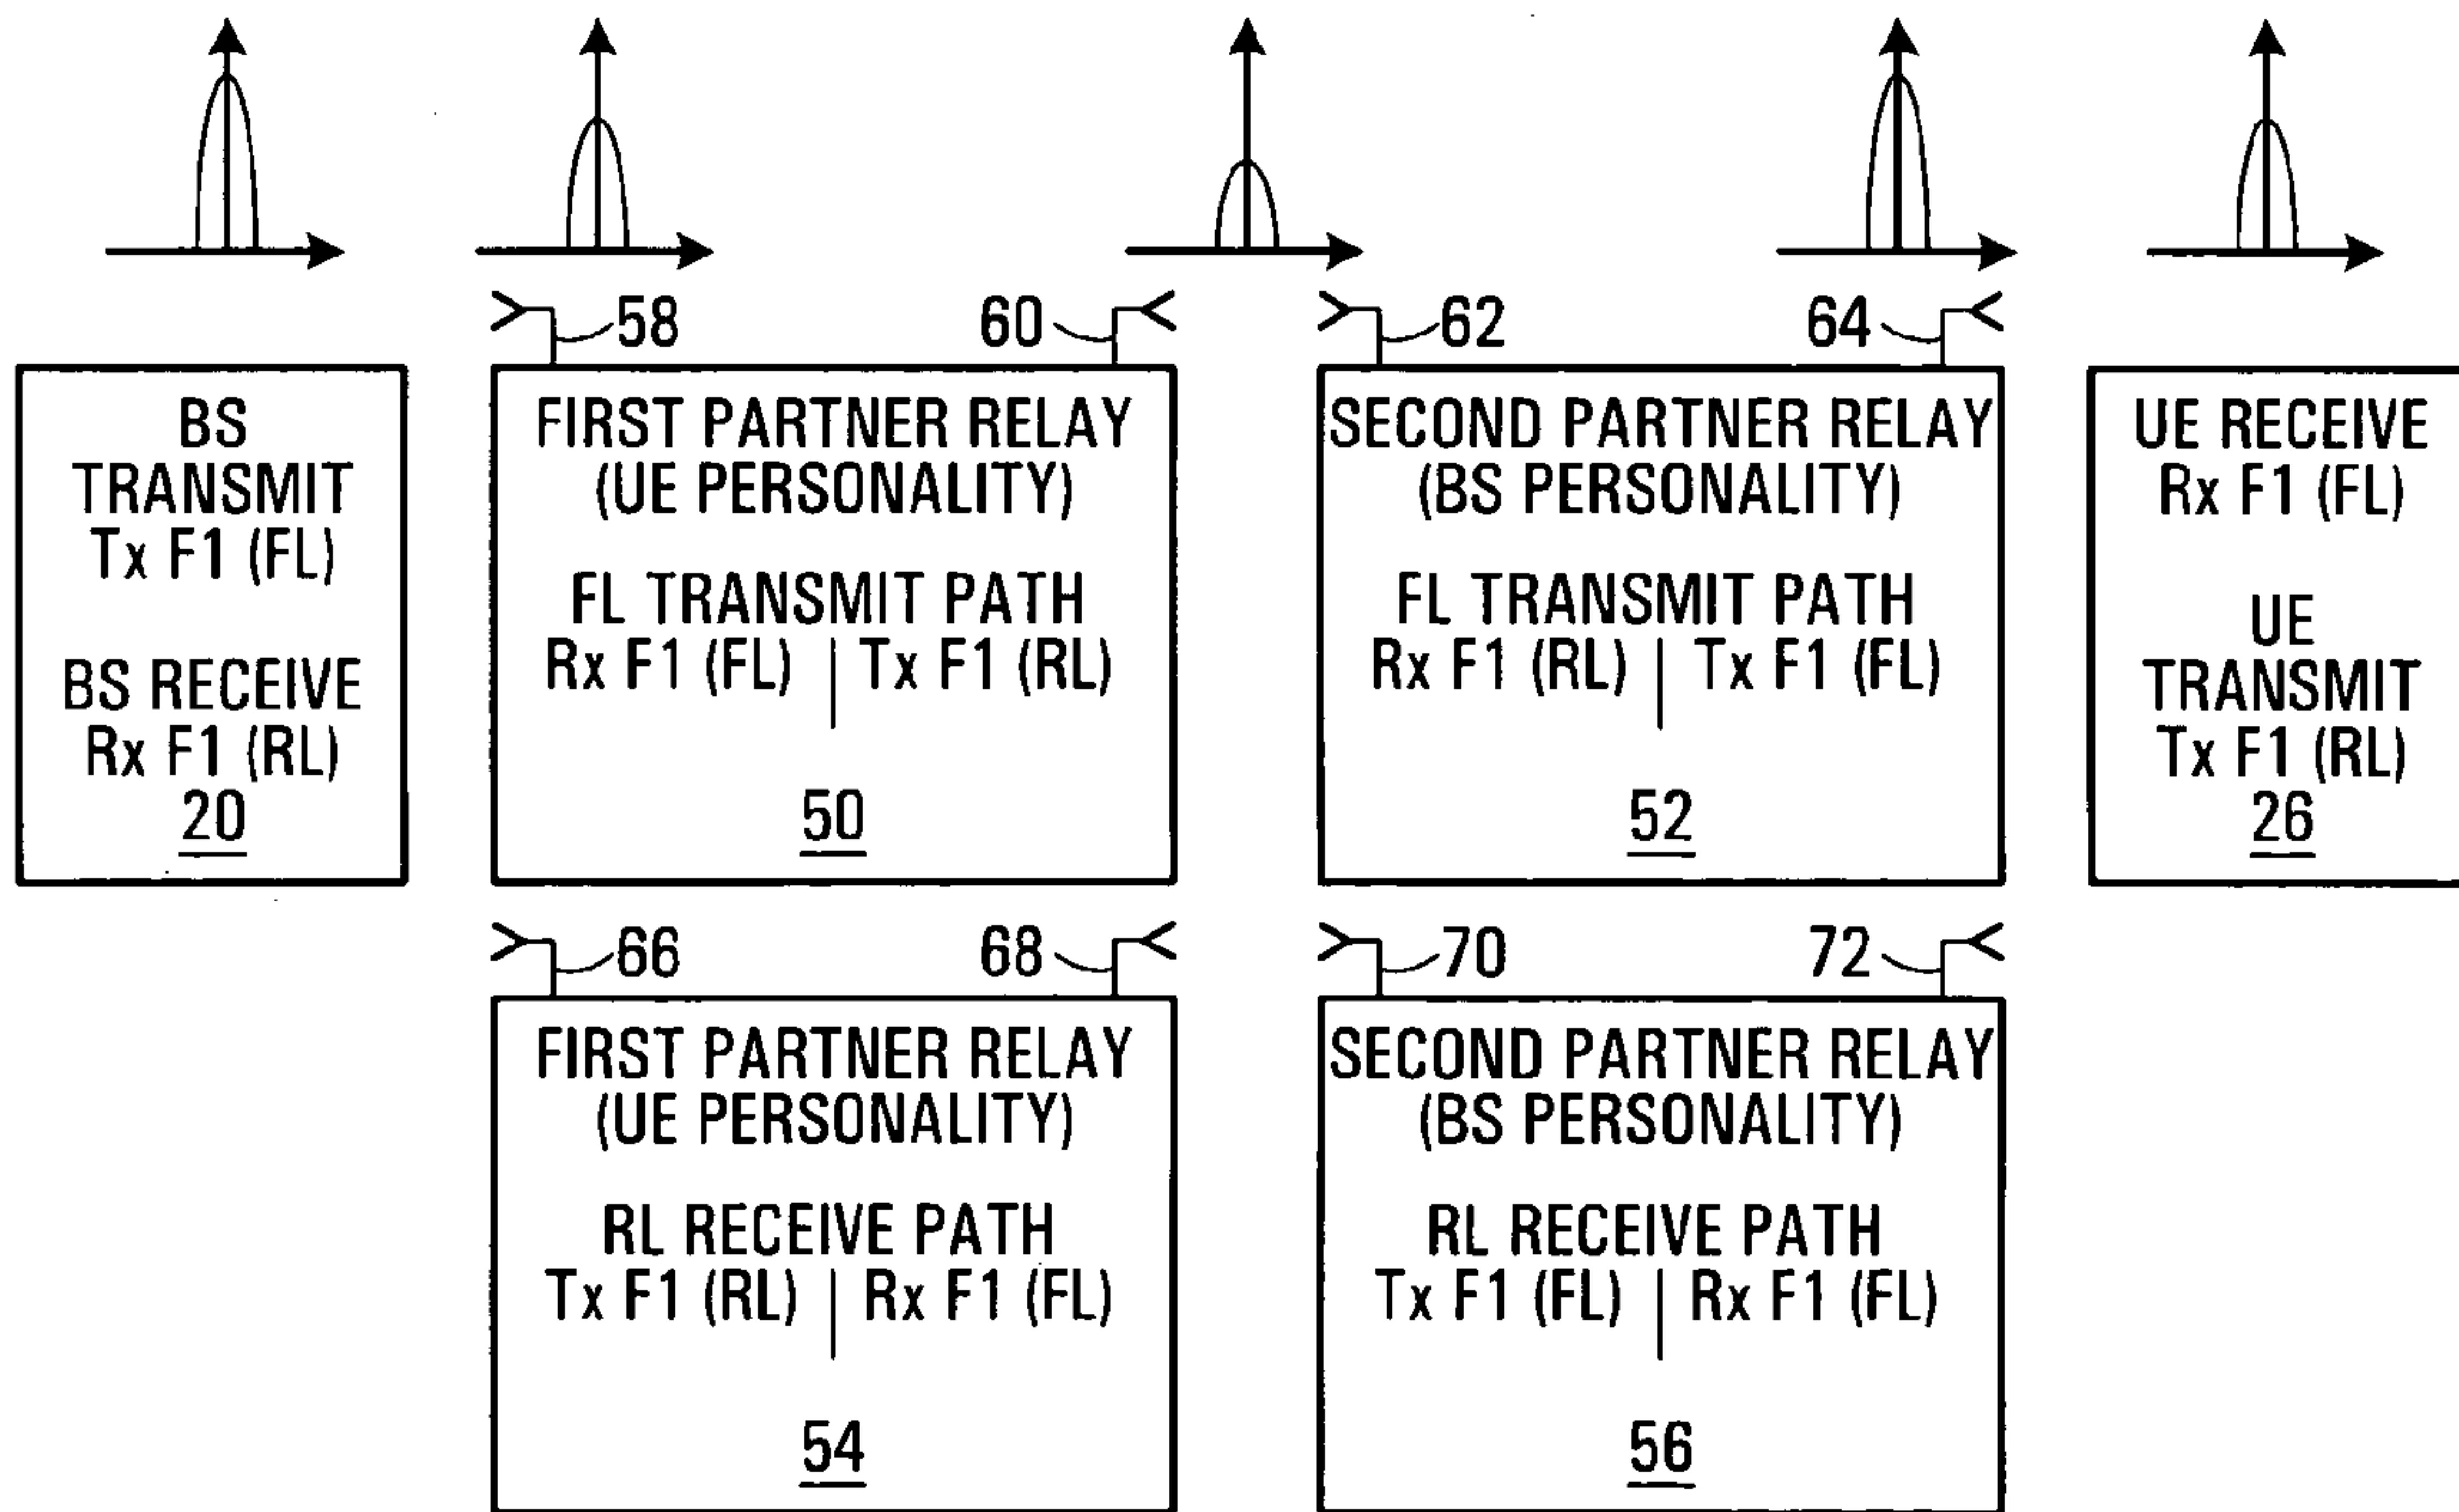 58
60
62
64
BS
TRANSMIT
Tx F1 (FL)
BS RECEIVE
Rx F1 (RL)
20
FIRST PARTNER RELAY
(UE PERSONALITY)
FL TRANSMIT PATH
Rx F1 (FL) | Tx F1 (RL)
50
SECOND PARTNER RELAY
(BS PERSONALITY)
FL TRANSMIT PATH
Rx F1 (RL) | Tx F1 (FL)
52
UE RECEIVE
Rx F1 (FL)
UE
TRANSMIT
Tx F1 (RL)
26
66
68
70
72
FIRST PARTNER RELAY
(UE PERSONALITY)
RL RECEIVE PATH
Tx F1 (RL) | Rx F1 (FL)
54
SECOND PARTNER RELAY
(BS PERSONALITY)
RL RECEIVE PATH
Tx F1 (FL) | Rx F1 (FL)
56